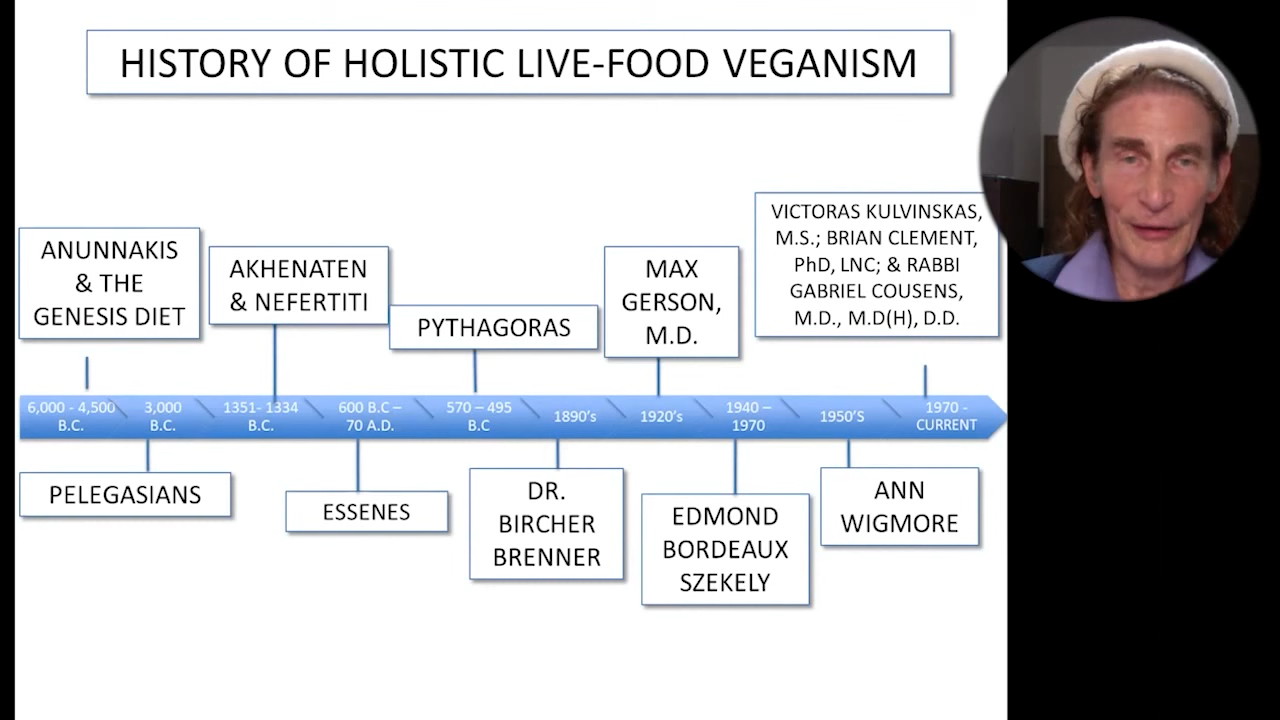 HISTORY OF HOLISTIC LIVE-FOOD VEGANISM
ANUNNAKIS
& THE
GENESIS DIET
AKHENATEN
& NEFERTITI
PYTHAGORAS
MAX
GERSON,
M.D.
VICTORAS KULVINSKAS,
M.S.; BRIAN CLEMENT,
PhD, LNC; & RABBI
GABRIEL COUSENS,
M.D., M.D(H), D.D.
6,000 - 4,500
B.C.
3,000
B.C.
1351- 1334
B.C.
600 B.C –
70 A.D.
570 – 495
B.C
1890's
1920's
1940 –
1970
1950'S
1970 -
CURRENT
PELEGASIANS
ESSENES
DR.
BIRCHER
BRENNER
EDMOND
BORDEAUX
SZEKELY
ANN
WIGMORE